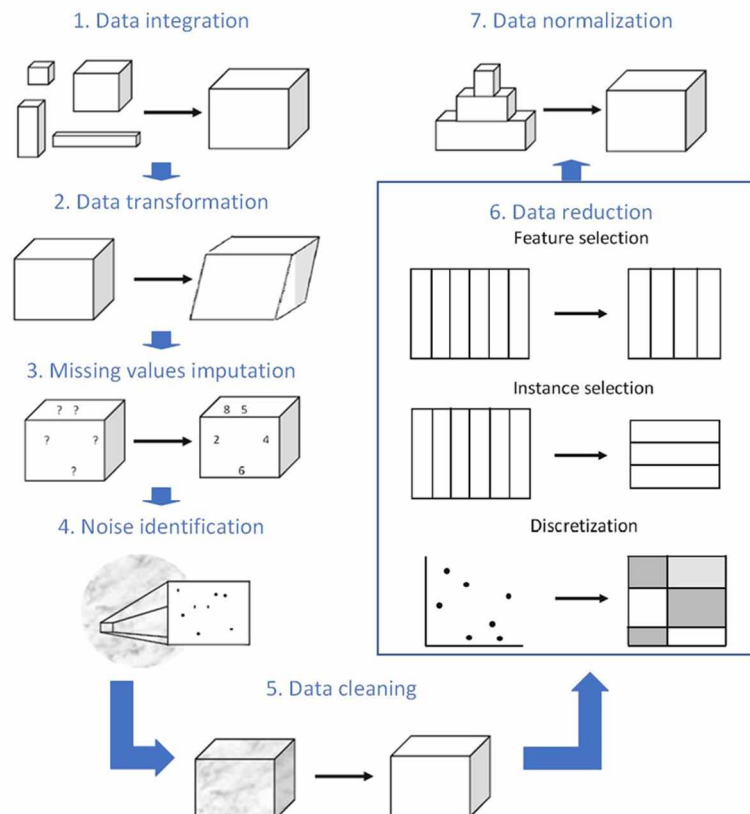 1. Data integration
2. Data transformation
3. Missing values imputation
? ?
? ?
?
8 5
2 4
6
4. Noise identification
5. Data cleaning
6. Data reduction
Feature selection
Instance selection
Discretization
7. Data normalization